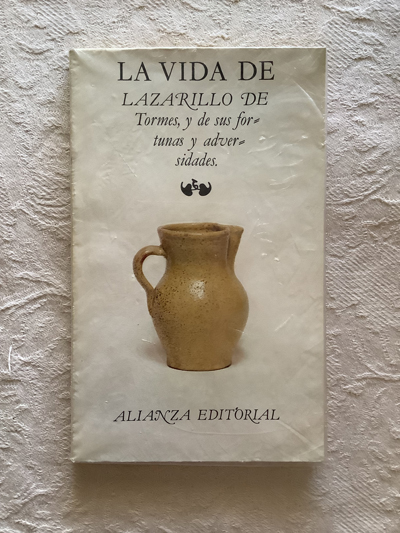 LA VIDA DE
LAZARILLO DE
Tormes, y de sus for=
tunas y adver=
sidades.
ALIANZA EDITORIAL